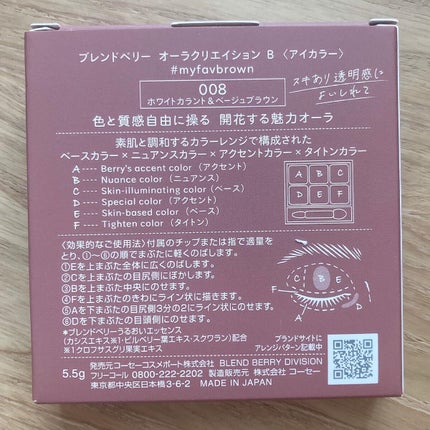 ブレンドベリー オーラクリエイション B 〈アイカラー〉
#myfavbrown
008
ホワイトカラント&ベージュブラウン
スキあり透明感に
よいしれて
色と質感自由に操る 開花する魅力オーラ
素肌と調和するカラーレンジで構成された
ベースカラー×ニュアンスカラー×アクセントカラー×タイトンカラー
A Berry's accent color (アクセント)
B Nuance color (ニュアンス)
C Skin-illuminating color (ベース)
D Special color (アクセント)
E Skin-based color (ベース)
F Tighten color (タイトン)
A B C
D E F
〈効果的なご使用法〉付属のチップまたは指で適量を
とり、①~⑥の順でまぶたに軽くのばします。
①Eを上まぶた全体に広くのばします。
②Cを上まぶたの目尻側にぼかします。
③Bを上まぶた中央にのせます。
④Fを上まぶたのきわにライン状に描きます。
⑤Aを下まぶたの目尻側3分の2にライン状にのせます。
⑥Dを下まぶたの目頭側にのせます。
C B E
F
A D
*ブレンドベリーうるおいエッセンス
(カシスエキス※1・ビルベリー葉エキス・スクワラン)配合
※1クロフサスグリ果実エキス
ブランドサイトに
アレンジパターン記載中
5.5g
発売元コーセーコスメポート株式会社 BLEND BERRY DIVISION
フリーコール 0800-222-2202 製造元 株式会社 コーセー
東京都中央区日本橋3-6-2 MADE IN JAPAN